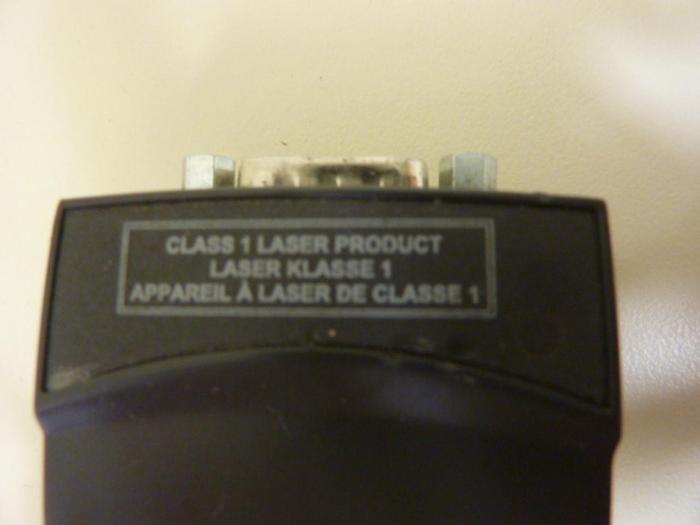 CLASS 1 LASER PRODUCT
LASER KLASSE 1
APPAREIL À LASER DE CLASSE 1